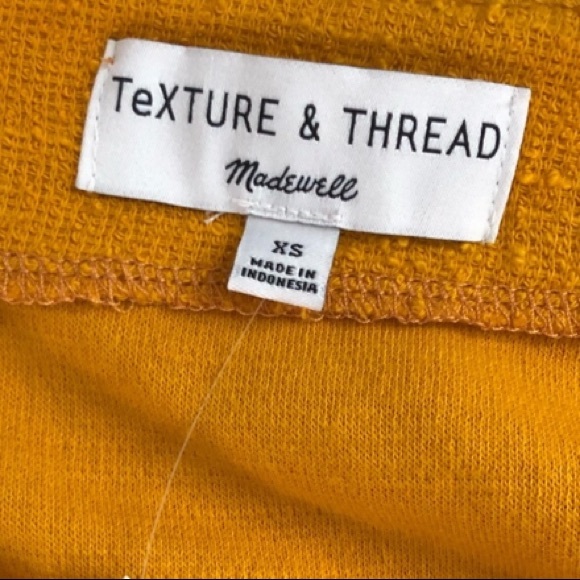 TeXTURE & THREAD
Madewell
XS
MADE IN
INDONESIA